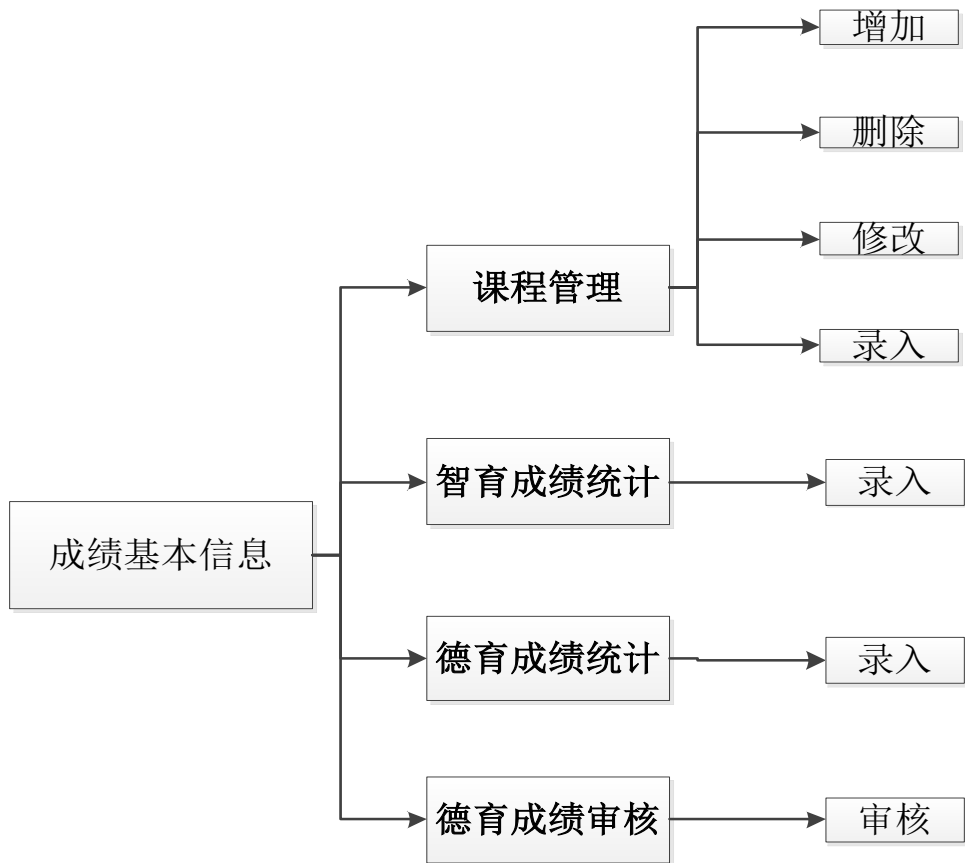 增加
删除
修改
课程管理
录入
智育成绩统计
录入
成绩基本信息
德育成绩统计
录入
德育成绩审核
审核